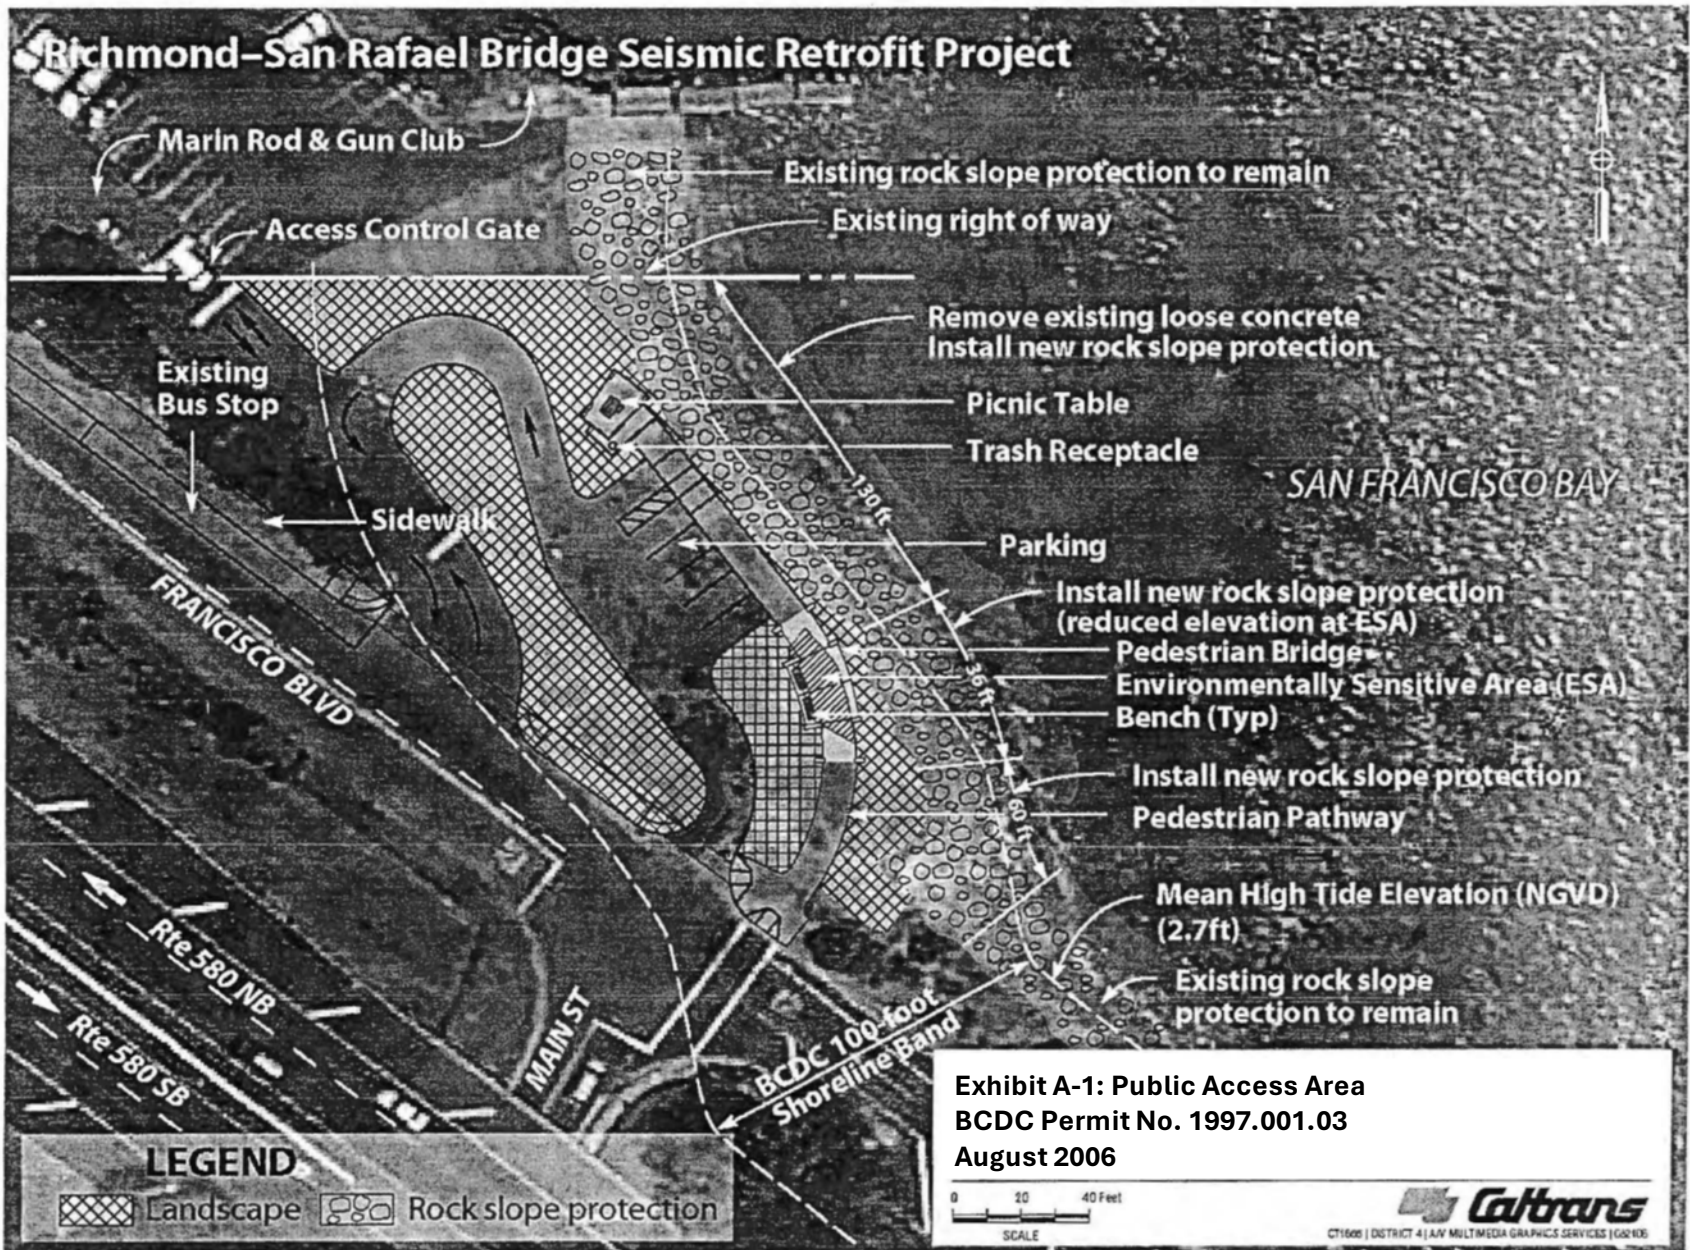 Richmond–San Rafael Bridge Seismic Retrofit Project
Marin Rod & Gun Club
Existing rock slope protection to remain
Existing right of way
Access Control Gate
Remove existing loose concrete
Install new rock slope protection
Existing
Bus Stop
Picnic Table
Trash Receptacle
SAN FRANCISCO BAY
130 ft
Sidewalk
Parking
Install new rock slope protection
(reduced elevation at ESA)
FRANCISCO BLVD
Pedestrian Bridge
36 ft
Environmentally Sensitive Area (ESA)
Bench (Typ)
Install new rock slope protection
60 ft
Pedestrian Pathway
Mean High Tide Elevation (NGVD)
(2.7ft)
Rte 580 NB
Existing rock slope
protection to remain
Rte 580 SB
MAIN ST
BCDC 100-foot
Shoreline Band
Exhibit A-1: Public Access Area
BCDC Permit No. 1997.001.03
August 2006
LEGEND
Landscape
Rock slope protection
0 20 40 Feet
SCALE
Caltrans
CT1666 | DISTRICT 4 | A/V MULTIMEDIA GRAPHICS SERVICES |